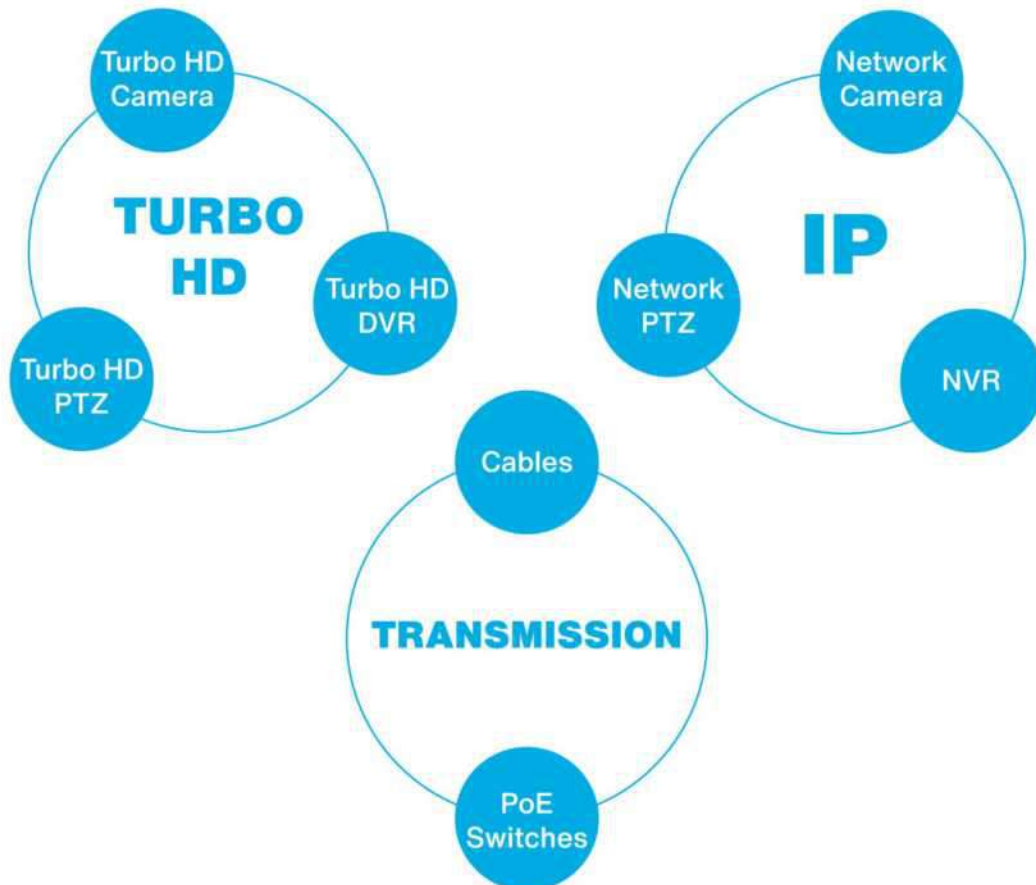 Turbo HD
Camera
TURBO
HD
Turbo HD
DVR
Turbo HD
PTZ
Network
Camera
IP
Network
PTZ
NVR
Cables
TRANSMISSION
PoE
Switches